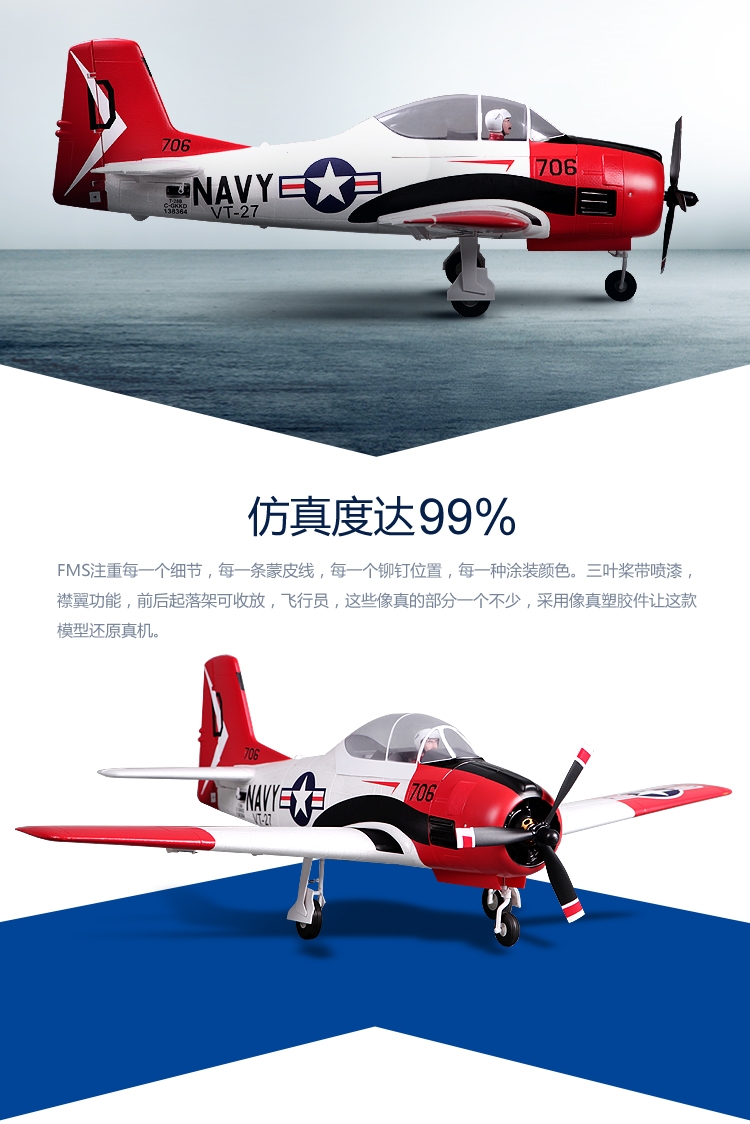 D
706
706
NAVY
T-28B
C-GKKD
138364
VT-27
仿真度达99%
FMS注重每一个细节，每一条蒙皮线，每一个铆钉位置，每一种涂装颜色。三叶桨带喷漆，
襟翼功能，前后起落架可收放，飞行员，这些像真的部分一个不少，采用像真塑胶件让这款
模型还原真机。
D
706
706
NAVY
VT-27